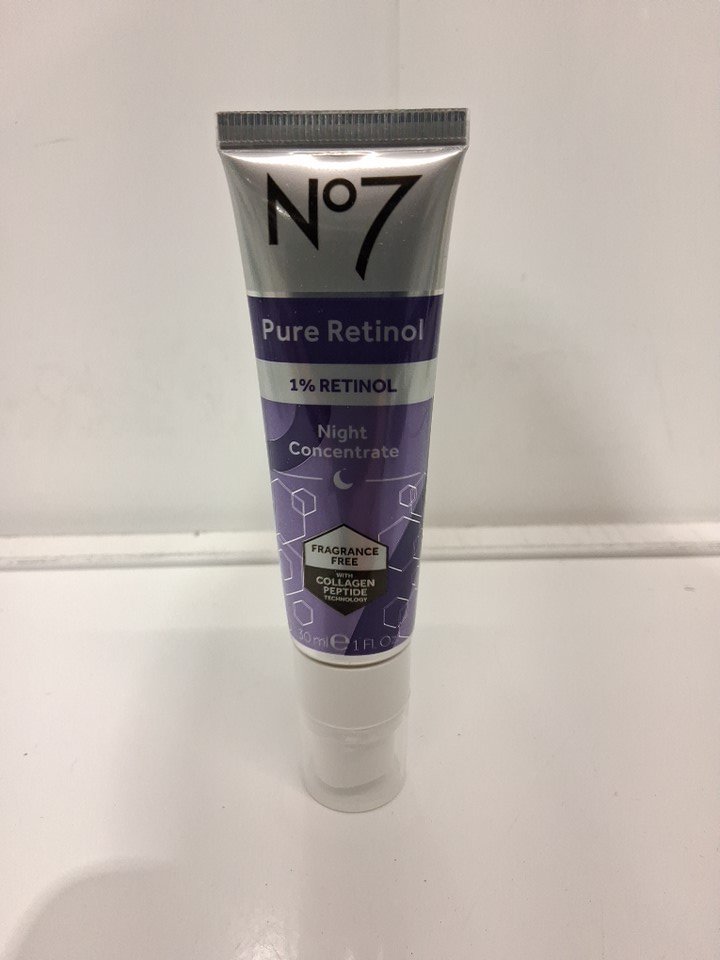 No7
Pure Retinol
1% RETINOL
Night
Concentrate
FRAGRANCE
FREE
WITH
COLLAGEN
PEPTIDE
TECHNOLOGY
30 ml ℮ 1 FL OZ